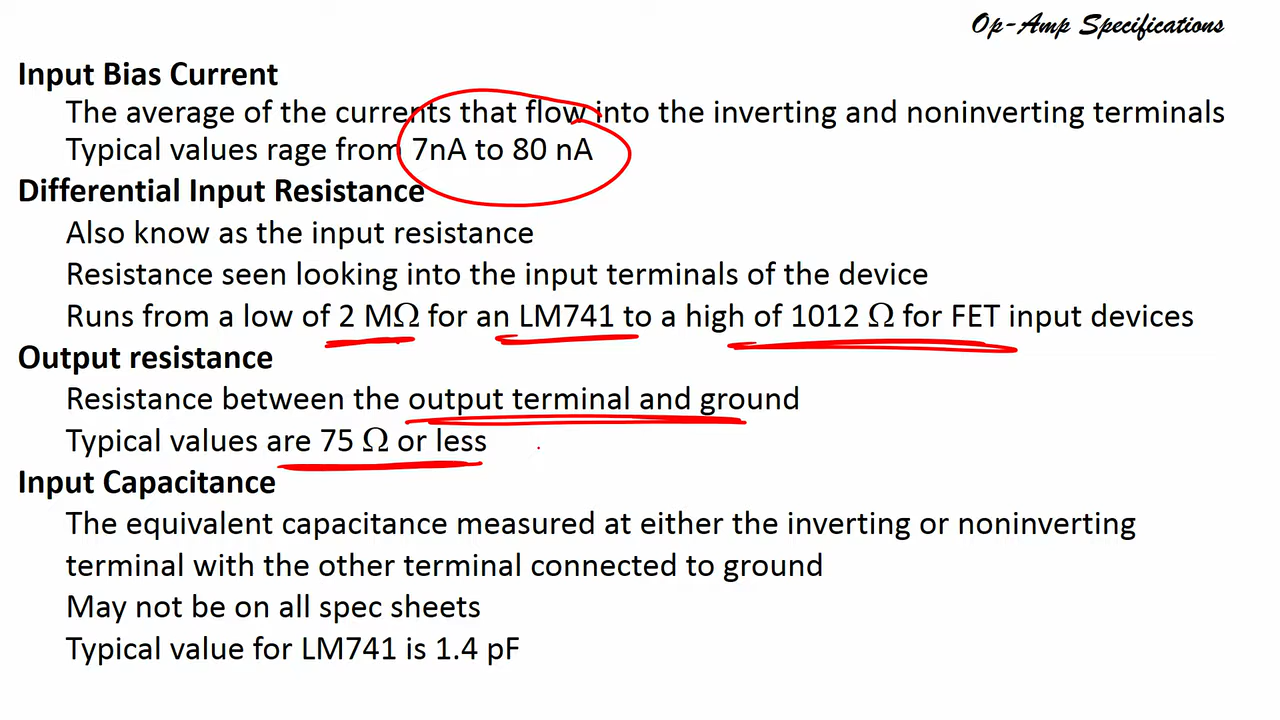 Op-Amp Specifications
Input Bias Current
The average of the currents that flow into the inverting and noninverting terminals
Typical values rage from 7nA to 80 nA
Differential Input Resistance
Also know as the input resistance
Resistance seen looking into the input terminals of the device
Runs from a low of 2 MΩ for an LM741 to a high of 1012 Ω for FET input devices
Output resistance
Resistance between the output terminal and ground
Typical values are 75 Ω or less
Input Capacitance
The equivalent capacitance measured at either the inverting or noninverting
terminal with the other terminal connected to ground
May not be on all spec sheets
Typical value for LM741 is 1.4 pF